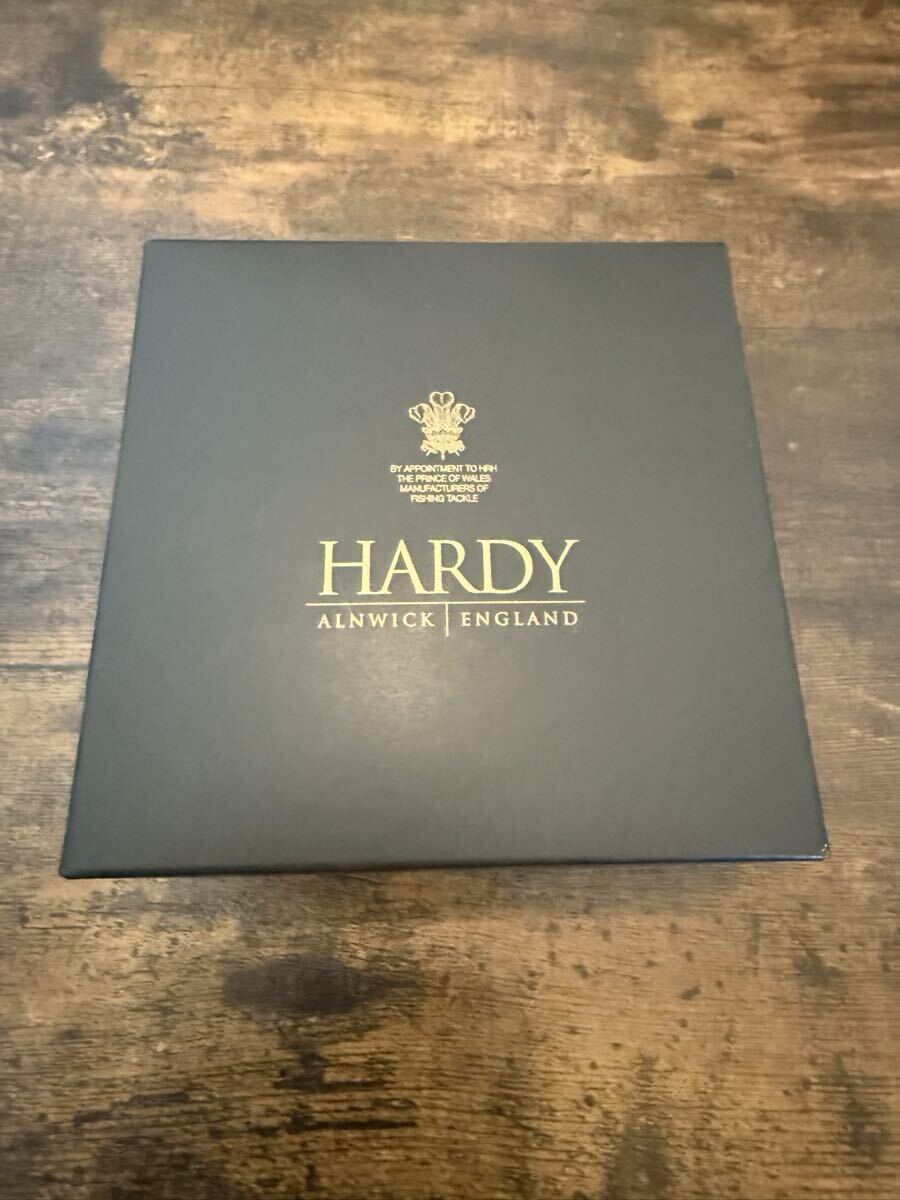 BY APPOINTMENT TO HRH
THE PRINCE OF WALES
MANUFACTURERS OF
FISHING TACKLE
HARDY
ALNWICK | ENGLAND